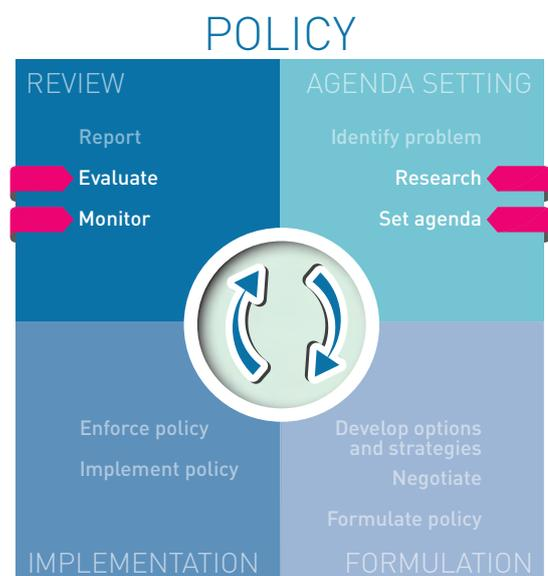 POLICY
REVIEW
Report
Evaluate
Monitor
AGENDA SETTING
Identify problem
Research
Set agenda
Enforce policy
Implement policy
IMPLEMENTATION
Develop options
and strategies
Negotiate
Formulate policy
FORMULATION